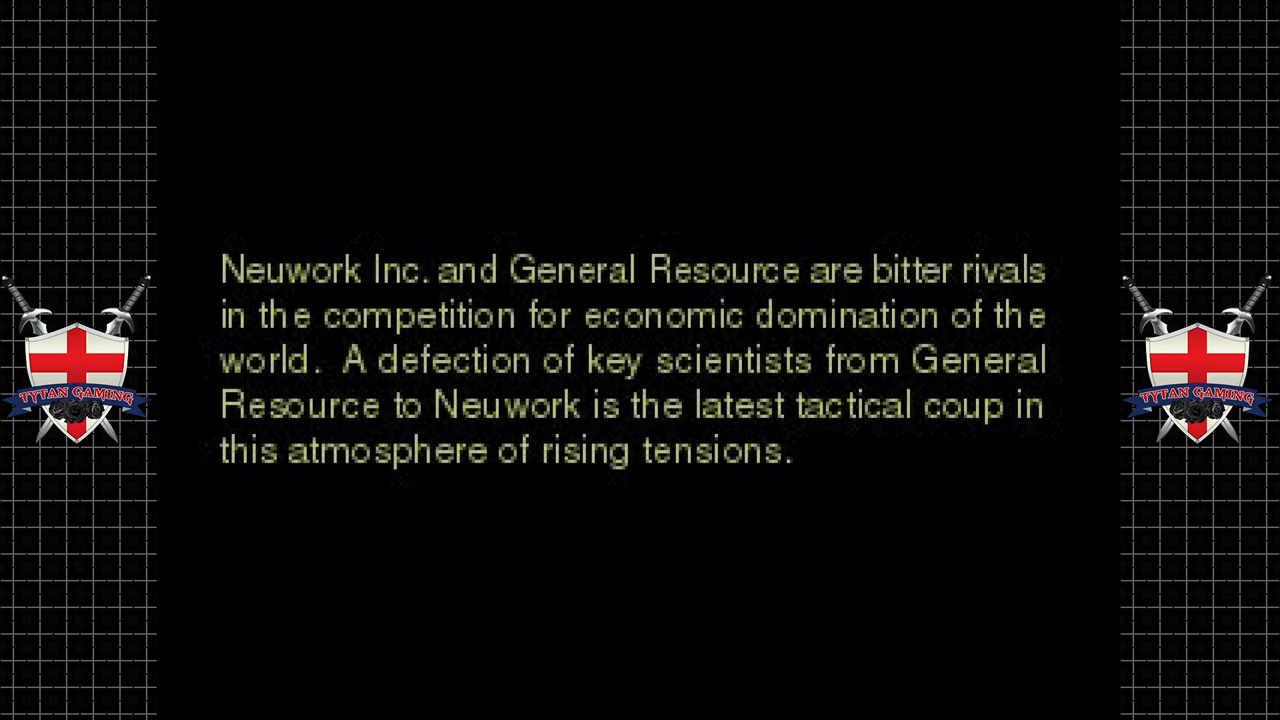 Neuwork Inc. and General Resource are bitter rivals
in the competition for economic domination of the
world. A defection of key scientists from General
Resource to Neuwork is the latest tactical coup in
this atmosphere of rising tensions.
TYTAN GAMING
TYTAN GAMING